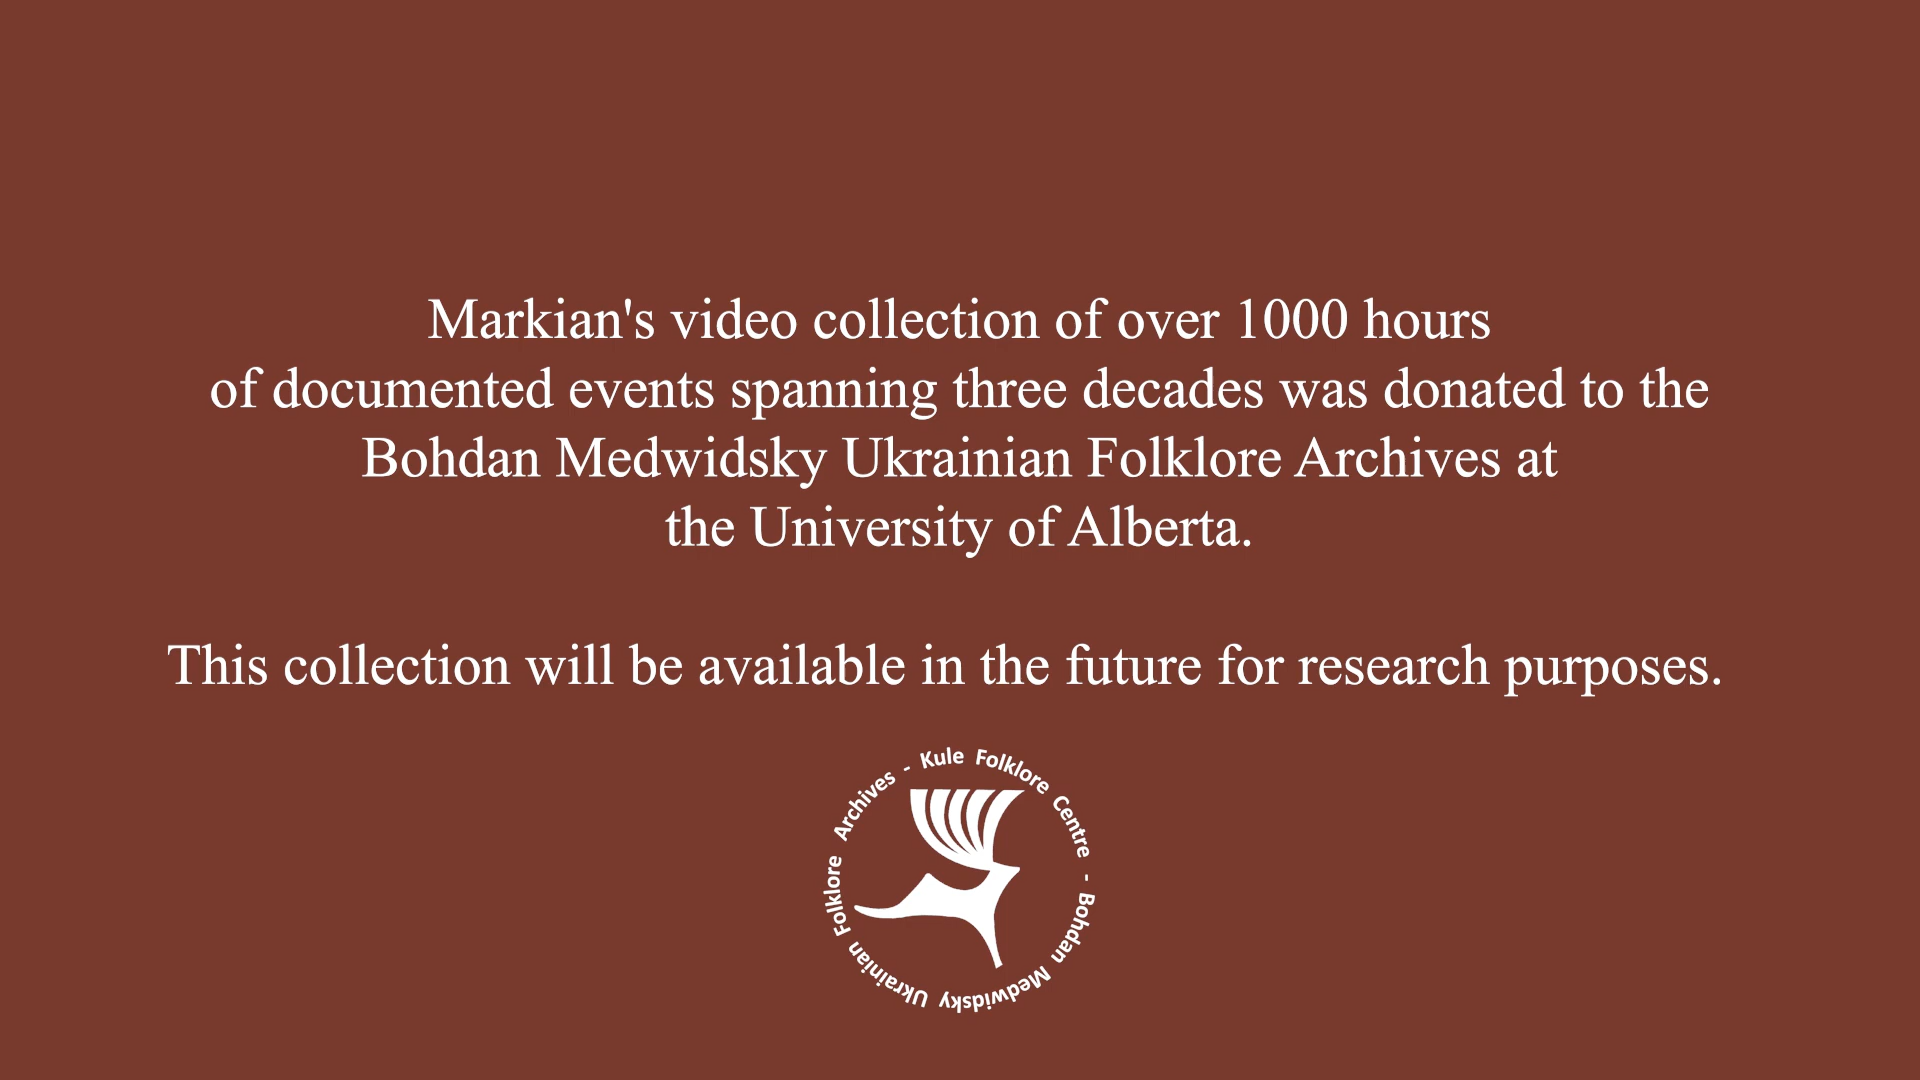 Markian's video collection of over 1000 hours
of documented events spanning three decades was donated to the
Bohdan Medwidsky Ukrainian Folklore Archives at
the University of Alberta.
This collection will be available in the future for research purposes.
Kule Folklore Centre - Bohdan Medwidsky Ukrainian Folklore Archives -